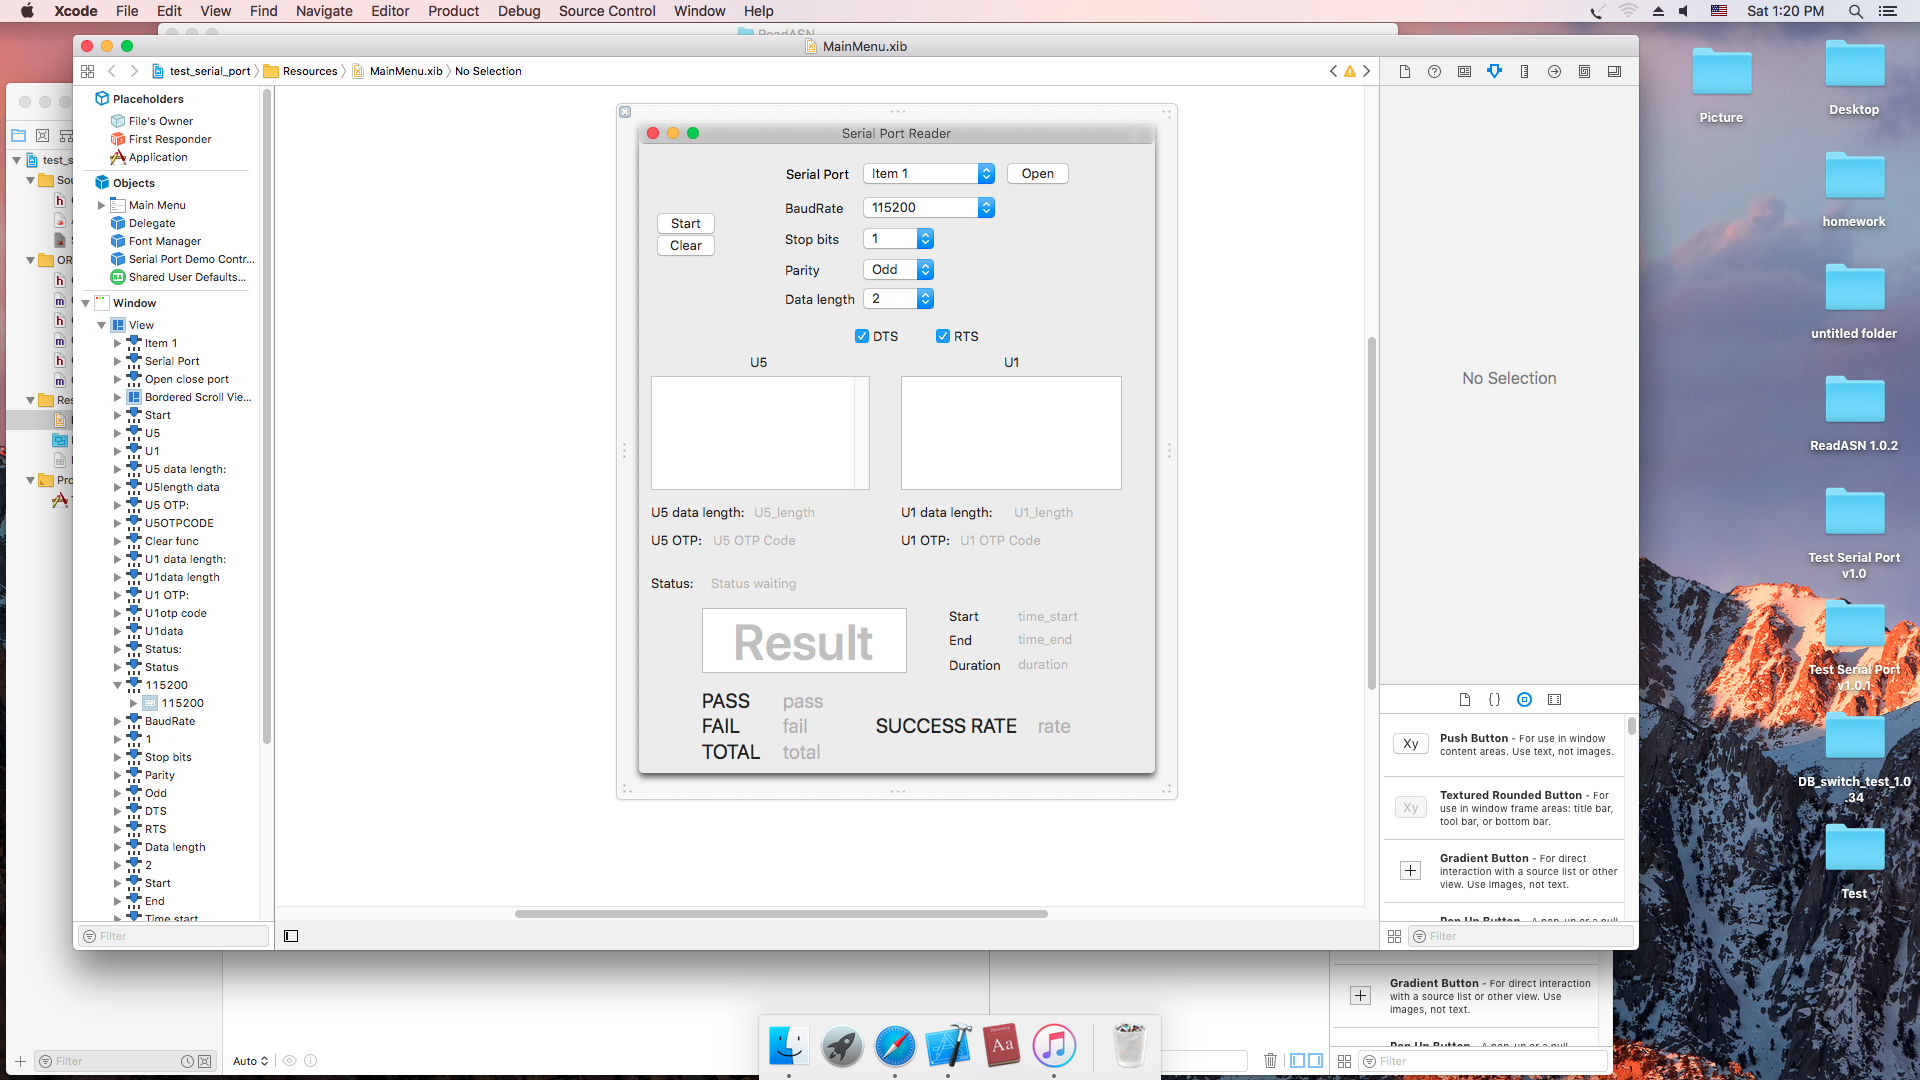 Xcode File Edit View Find Navigate Editor Product Debug Source Control Window Help
Sat 1:20 PM
ReadASN
MainMenu.xib
test_serial_port Resources MainMenu.xib No Selection
Placeholders
File's Owner
First Responder
Application
Objects
Main Menu
Delegate
Font Manager
Serial Port Demo Contr...
Shared User Defaults...
Window
View
Item 1
Serial Port
Open close port
Bordered Scroll Vie...
Start
U5
U1
U5 data length:
U5length data
U5 OTP:
U5OTPCODE
Clear func
U1 data length:
U1data length
U1 OTP:
U1otp code
U1data
Status:
Status
115200
115200
BaudRate
1
Stop bits
Parity
Odd
DTS
RTS
Data length
2
Start
End
Time start
Filter
test_s
Sou
h
OR
h
m
h
m
h
m
Res
Pro
Filter
Auto
Serial Port Reader
Serial Port Item 1 Open
BaudRate 115200
Start
Clear
Stop bits 1
Parity Odd
Data length 2
DTS RTS
U5 U1
U5 data length: U5_length U1 data length: U1_length
U5 OTP: U5 OTP Code U1 OTP: U1 OTP Code
Status: Status waiting
Result
Start time_start
End time_end
Duration duration
PASS pass
FAIL fail SUCCESS RATE rate
TOTAL total
No Selection
{}
Xy
Push Button - For use in window
content areas. Use text, not images.
Xy
Textured Rounded Button - For
use in window frame areas: title bar,
tool bar, or bottom bar.
Gradient Button - For direct
interaction with a source list or other
view. Use images, not text.
Pop Up Button - A pop-up or a pull
Filter
Gradient Button - For direct interaction
with a source list or other view. Use
images, not text.
Pop Up Button
Filter
Dictionary
Aa
Picture
Desktop
homework
untitled folder
ReadASN 1.0.2
Test Serial Port
v1.0
Test Serial Port
v1.0.1
DB_switch_test_1.0
.34
Test